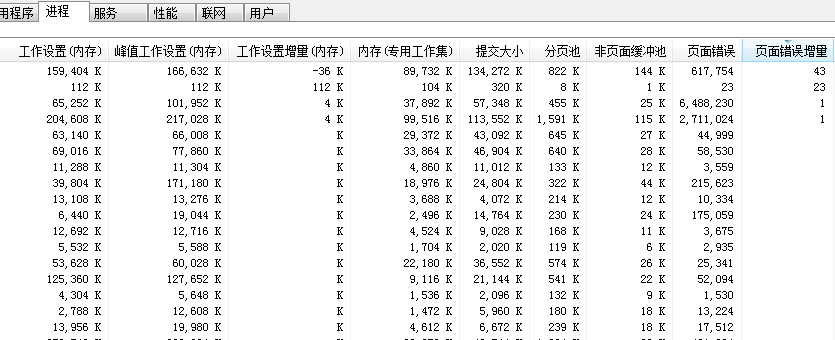 用程序 进程 服务 性能 联网 用户
工作设置(内存) 峰值工作设置(内存) 工作设置增量(内存) 内存(专用工作集) 提交大小 分页池 非页面缓冲池 页面错误 页面错误增量
159,404 K 166,632 K -36 K 89,732 K 134,272 K 822 K 144 K 617,754 43
112 K 112 K 112 K 104 K 320 K 8 K 1 K 23 23
65,252 K 101,952 K 4 K 37,892 K 57,348 K 455 K 25 K 6,488,230 1
204,608 K 217,028 K 4 K 99,516 K 113,552 K 1,591 K 115 K 2,711,024 1
63,140 K 66,008 K K 29,372 K 43,092 K 645 K 27 K 44,999
69,016 K 77,860 K K 33,864 K 46,904 K 640 K 28 K 58,530
11,288 K 11,304 K K 4,860 K 11,012 K 133 K 12 K 3,559
39,804 K 171,180 K K 18,976 K 24,804 K 322 K 44 K 215,623
13,108 K 13,276 K K 3,688 K 4,072 K 214 K 12 K 10,334
6,440 K 19,044 K K 2,496 K 14,764 K 230 K 24 K 175,059
12,692 K 12,716 K K 4,524 K 9,028 K 168 K 11 K 3,675
5,532 K 5,588 K K 1,704 K 2,020 K 119 K 6 K 2,935
53,628 K 60,028 K K 22,180 K 36,552 K 574 K 26 K 25,341
125,360 K 127,652 K K 9,116 K 21,144 K 541 K 22 K 52,094
4,304 K 5,648 K K 1,536 K 2,096 K 132 K 9 K 1,530
2,788 K 12,608 K K 1,472 K 5,960 K 180 K 18 K 13,224
13,956 K 19,980 K K 4,612 K 6,672 K 239 K 18 K 17,512